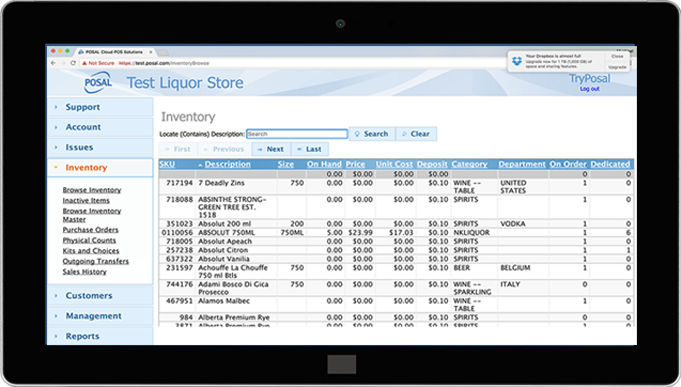 POSAL Cloud POS Solutions
Not Secure https://test.posal.com/InventoryBrowse
Your Dropbox is almost full
Upgrade now for 1 TB (1,000 GB) of
space and sharing features.
Close
Upgrade
POSAL
Test Liquor Store
TryPosal
Log out
Support
Account
Issues
Inventory
Browse Inventory
Inactive Items
Browse Inventory
Master
Purchase Orders
Physical Counts
Kits and Choices
Outgoing Transfers
Sales History
Customers
Management
Reports
Inventory
Locate (Contains) Description: Search Search Clear
First Previous Next Last
SKU Description Size On Hand Price Unit Cost Deposit Category Department On Order Dedicated
0.00 $0.00 $0.00 $0.00 0 0
717194 7 Deadly Zins 750 0.00 $0.00 $0.00 $0.10 WINE -- UNITED 1 0
TABLE STATES
718088 ABSINTHE STRONG- 0.00 $0.00 $0.00 $0.10 SPIRITS 1 0
GREEN TREE EST.
1518
351023 Absolut 200 ml 200 0.00 $0.00 $0.00 $0.10 SPIRITS VODKA 1 0
0110056 ABSOLUT 750ML 750ML 5.00 $23.99 $17.03 $0.10 NKLIQUOR 1 6
718005 Absolut Apeach 0.00 $0.00 $0.00 $0.10 SPIRITS 1 0
257238 Absolut Citron 0.00 $0.00 $0.00 $0.10 SPIRITS 1 1
637322 Absolut Vanilia 0.00 $0.00 $0.00 $0.10 SPIRITS 1 0
231597 Achouffe La Chouffe 750 0.00 $0.00 $0.00 $0.10 BEER BELGIUM 1 0
750 ml Btls
744176 Adami Bosco Di Gica 750 0.00 $0.00 $0.00 $0.10 WINE -- ITALY 0 0
Prosecco SPARKLING
467951 Alamos Malbec 0.00 $0.00 $0.00 $0.10 WINE -- 1 0
TABLE
984 Alberta Premium Rye 0.00 $0.00 $0.00 $0.10 SPIRITS 0 0
3871 Alberta Premium Rye 0.00 $0.00 $0.00 $0.10 SPIRITS